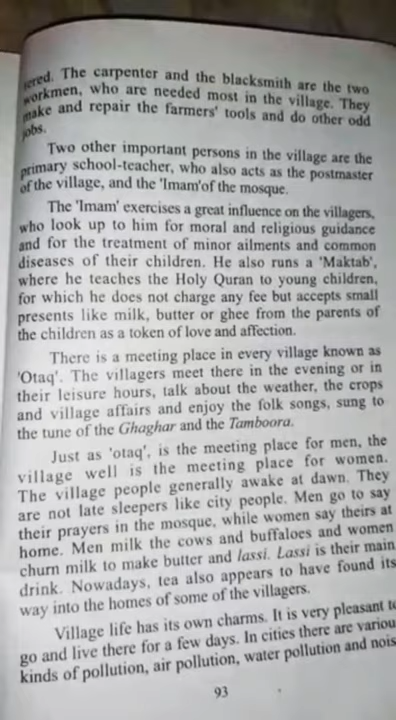 ered. The carpenter and the blacksmith are the two
workmen, who are needed most in the village. They
make and repair the farmers' tools and do other odd
jobs.
Two other important persons in the village are the
primary school-teacher, who also acts as the postmaster
of the village, and the 'Imam'of the mosque.
The 'Imam' exercises a great influence on the villagers,
who look up to him for moral and religious guidance
and for the treatment of minor ailments and common
diseases of their children. He also runs a 'Maktab',
where he teaches the Holy Quran to young children,
for which he does not charge any fee but accepts small
presents like milk, butter or ghee from the parents of
the children as a token of love and affection.
There is a meeting place in every village known as
'Otaq'. The villagers meet there in the evening or in
their leisure hours, talk about the weather, the crops
and village affairs and enjoy the folk songs, sung to
the tune of the Ghaghar and the Tamboora.
Just as 'otaq', is the meeting place for men, the
village well is the meeting place for women.
The village people generally awake at dawn. They
are not late sleepers like city people. Men go to say
their prayers in the mosque, while women say theirs at
home. Men milk the cows and buffaloes and women
churn milk to make butter and lassi. Lassi is their main
drink. Nowadays, tea also appears to have found its
way into the homes of some of the villagers.
Village life has its own charms. It is very pleasant to
go and live there for a few days. In cities there are variou
kinds of pollution, air pollution, water pollution and nois
93